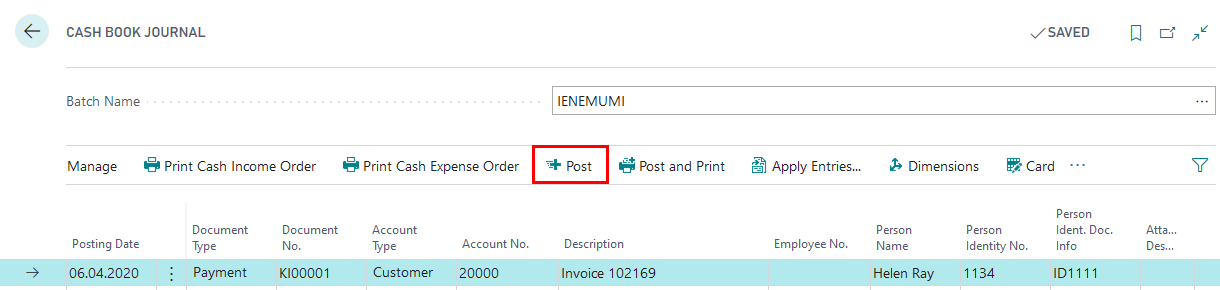 CASH BOOK JOURNAL
SAVED
Batch Name
IENEMUMI
Manage Print Cash Income Order Print Cash Expense Order Post Post and Print Apply Entries... Dimensions Card
Posting Date
Document Type
Document No.
Account Type
Account No.
Description
Employee No.
Person Name
Person Identity No.
Person Ident. Doc. Info
Atta... Des...
06.04.2020 Payment KI00001 Customer 20000 Invoice 102169 Helen Ray 1134 ID1111